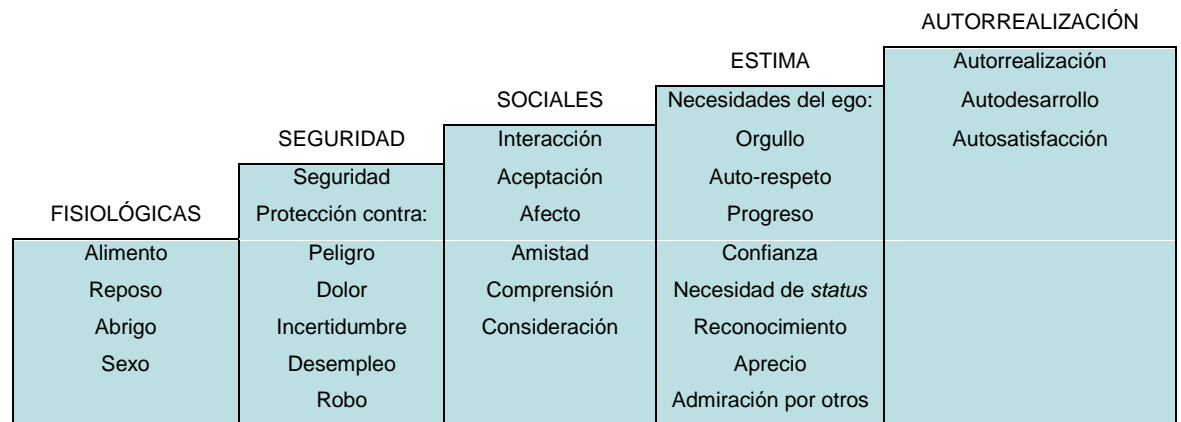 FISIOLÓGICAS
Alimento
Reposo
Abrigo
Sexo
SEGURIDAD
Seguridad
Protección contra:
Peligro
Dolor
Incertidumbre
Desempleo
Robo
SOCIALES
Interacción
Aceptación
Afecto
Amistad
Comprensión
Consideración
ESTIMA
Necesidades del ego:
Orgullo
Auto-respeto
Progreso
Confianza
Necesidad de status
Reconocimiento
Aprecio
Admiración por otros
AUTORREALIZACIÓN
Autorrealización
Autodesarrollo
Autosatisfacción